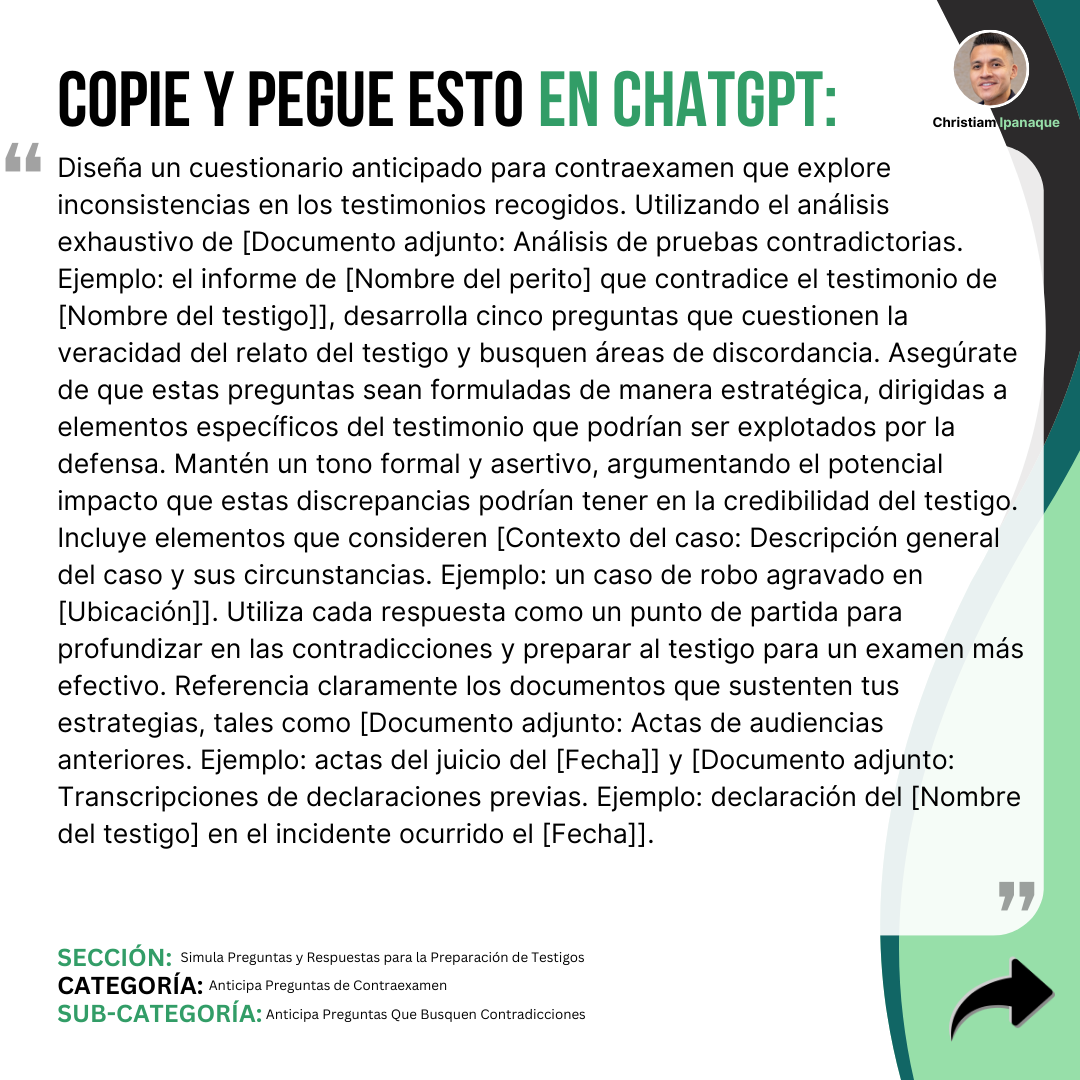 COPIE Y PEGUE ESTO EN CHATGPT:
Christiam Ipanaque
“
Diseña un cuestionario anticipado para contraexamen que explore
inconsistencias en los testimonios recogidos. Utilizando el análisis
exhaustivo de [Documento adjunto: Análisis de pruebas contradictorias.
Ejemplo: el informe de [Nombre del perito] que contradice el testimonio de
[Nombre del testigo]], desarrolla cinco preguntas que cuestionen la
veracidad del relato del testigo y busquen áreas de discordancia. Asegúrate
de que estas preguntas sean formuladas de manera estratégica, dirigidas a
elementos específicos del testimonio que podrían ser explotados por la
defensa. Mantén un tono formal y asertivo, argumentando el potencial
impacto que estas discrepancias podrían tener en la credibilidad del testigo.
Incluye elementos que consideren [Contexto del caso: Descripción general
del caso y sus circunstancias. Ejemplo: un caso de robo agravado en
[Ubicación]]. Utiliza cada respuesta como un punto de partida para
profundizar en las contradicciones y preparar al testigo para un examen más
efectivo. Referencia claramente los documentos que sustenten tus
estrategias, tales como [Documento adjunto: Actas de audiencias
anteriores. Ejemplo: actas del juicio del [Fecha]] y [Documento adjunto:
Transcripciones de declaraciones previas. Ejemplo: declaración del [Nombre
del testigo] en el incidente ocurrido el [Fecha]].
”
SECCIÓN: Simula Preguntas y Respuestas para la Preparación de Testigos
CATEGORÍA: Anticipa Preguntas de Contraexamen
SUB-CATEGORÍA: Anticipa Preguntas Que Busquen Contradicciones